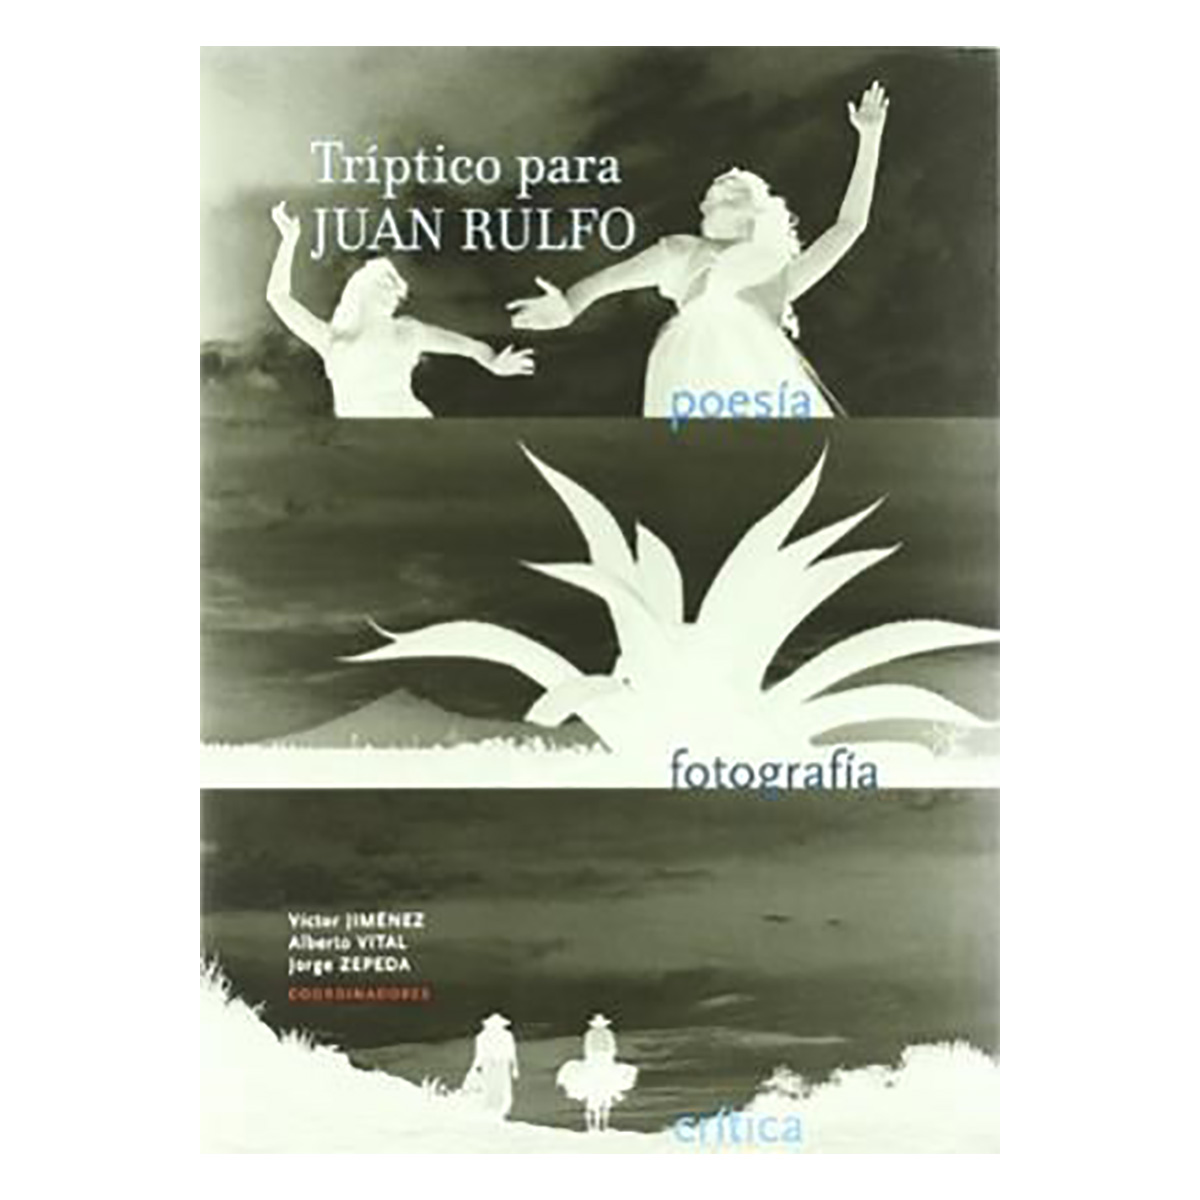 Tríptico para
JUAN RULFO
poesía
fotografía
Víctor JIMÉNEZ
Alberto VITAL
Jorge ZEPEDA
COORDINADORES
crítica